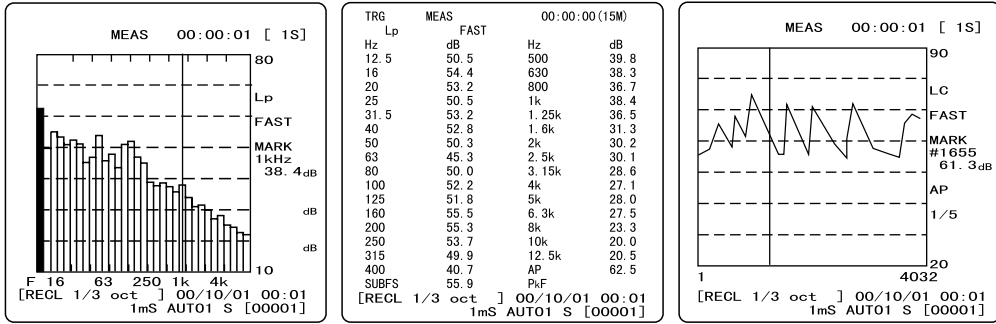 MEAS 00:00:01 [ 1S]
80
Lp
FAST
MARK
1kHz
38.4dB
dB
dB
10
F 16 63 250 1k 4k
[RECL 1/3 oct ] 00/10/01 00:01
1mS AUTO1 S [00001]
TRG MEAS 00:00:00(15M)
Lp FAST
Hz dB Hz dB
12.5 50.5 500 39.8
16 54.4 630 38.3
20 53.2 800 36.7
25 50.5 1k 38.4
31.5 53.2 1.25k 36.5
40 52.8 1.6k 31.3
50 50.3 2k 30.2
63 45.3 2.5k 30.1
80 50.0 3.15k 28.6
100 52.2 4k 27.1
125 51.8 5k 28.0
160 55.5 6.3k 27.5
200 55.3 8k 23.3
250 53.7 10k 20.0
315 49.9 12.5k 20.5
400 40.7 AP 62.5
SUBFS 55.9 PkF
[RECL 1/3 oct ] 00/10/01 00:01
1mS AUTO1 S [00001]
MEAS 00:00:01 [ 1S]
90
LC
FAST
MARK
#1655
61.3dB
AP
1/5
20
1 4032
[RECL 1/3 oct ] 00/10/01 00:01
1mS AUTO1 S [00001]